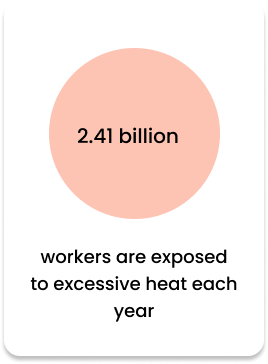 2.41 billion
workers are exposed
to excessive heat each
year